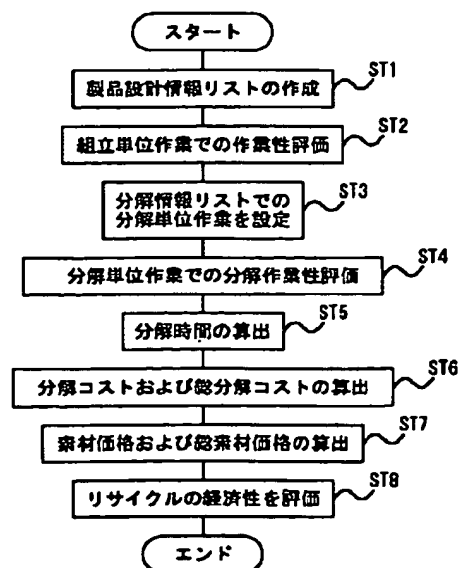 スタート
製品設計情報リストの作成
ST1
組立単位作業での作業性評価
ST2
分解情報リストでの
分解単位作業を設定
ST3
分解単位作業での分解作業性評価
ST4
分解時間の算出
ST5
分解コストおよび総分解コストの算出
ST6
素材価格および総素材価格の算出
ST7
リサイクルの経済性を評価
ST8
エンド